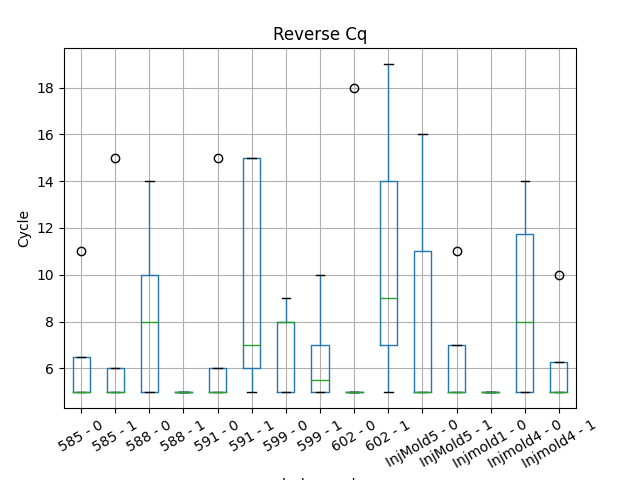 Reverse Cq
Cycle
18
16
14
12
10
8
6
585 - 0
585 - 1
588 - 0
588 - 1
591 - 0
591 - 1
599 - 0
599 - 1
602 - 0
602 - 1
InjMold5 - 0
InjMold5 - 1
Injmold1 - 0
Injmold4 - 0
Injmold4 - 1